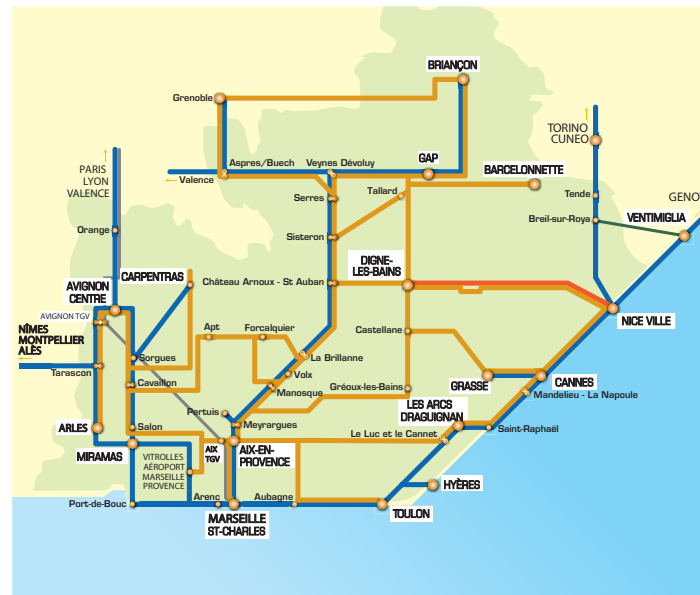 BRIANÇON
Grenoble
TORINO
CUNEO
PARIS
LYON
VALENCE
Aspres/Buech
Veynes Dévoluy
GAP
BARCELONNETTE
Valence
Tallard
Serres
Tende
GENO
Breil-sur-Roya
VENTIMIGLIA
Orange
Sisteron
DIGNE-
LES-BAINS
CARPENTRAS
Château Arnoux - St Auban
AVIGNON
CENTRE
AVIGNON TGV
NICE VILLE
NÎMES
MONTPELLIER
ALÈS
Apt
Forcalquier
Castellane
Sorgues
La Brillanne
Tarascon
Volx
Cavaillon
Manosque
Gréoux-les-Bains
GRASSE
CANNES
Mandelieu - La Napoule
Pertuis
LES ARCS
DRAGUIGNAN
ARLES
Salon
Meyrargues
Saint-Raphaël
Le Luc et le Cannet
MIRAMAS
AIX
TGV
AIX-EN-
PROVENCE
VITROLLES
AÉROPORT
MARSEILLE
PROVENCE
HYÈRES
Port-de-Bouc
Arenc
Aubagne
MARSEILLE
ST-CHARLES
TOULON